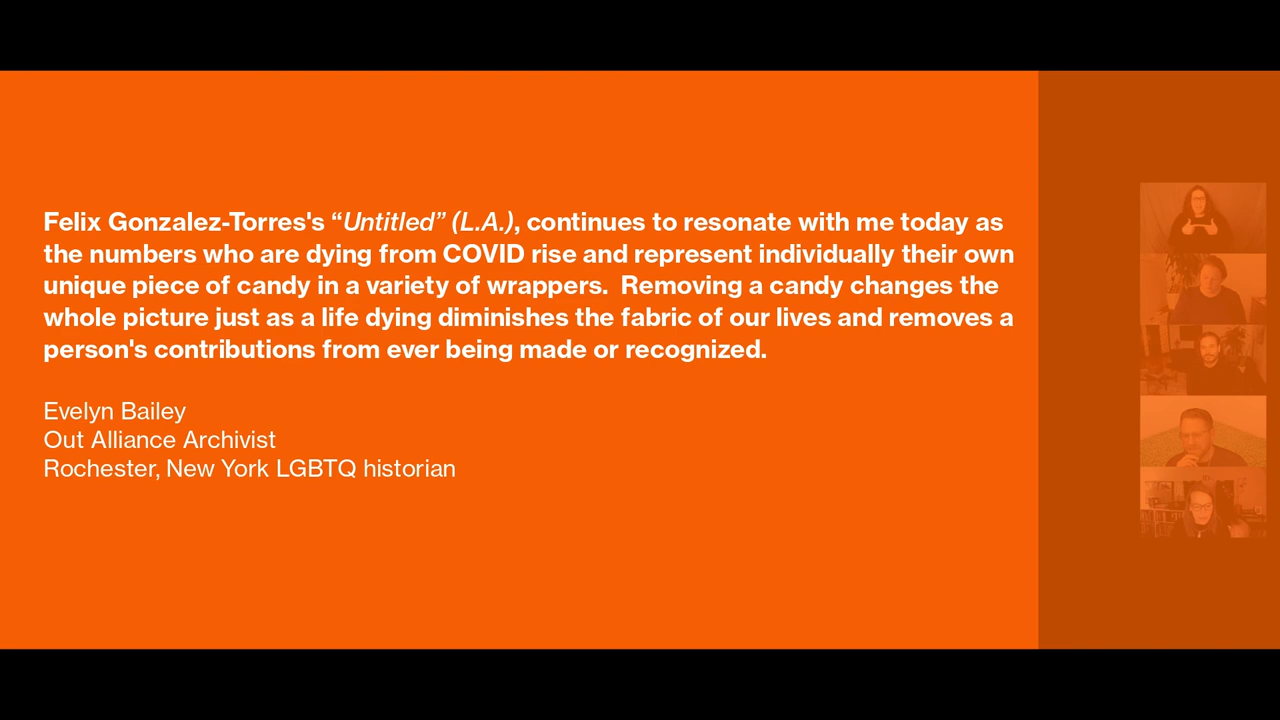 Felix Gonzalez-Torres's “Untitled” (L.A.), continues to resonate with me today as
the numbers who are dying from COVID rise and represent individually their own
unique piece of candy in a variety of wrappers.  Removing a candy changes the
whole picture just as a life dying diminishes the fabric of our lives and removes a
person's contributions from ever being made or recognized.
Evelyn Bailey
Out Alliance Archivist
Rochester, New York LGBTQ historian